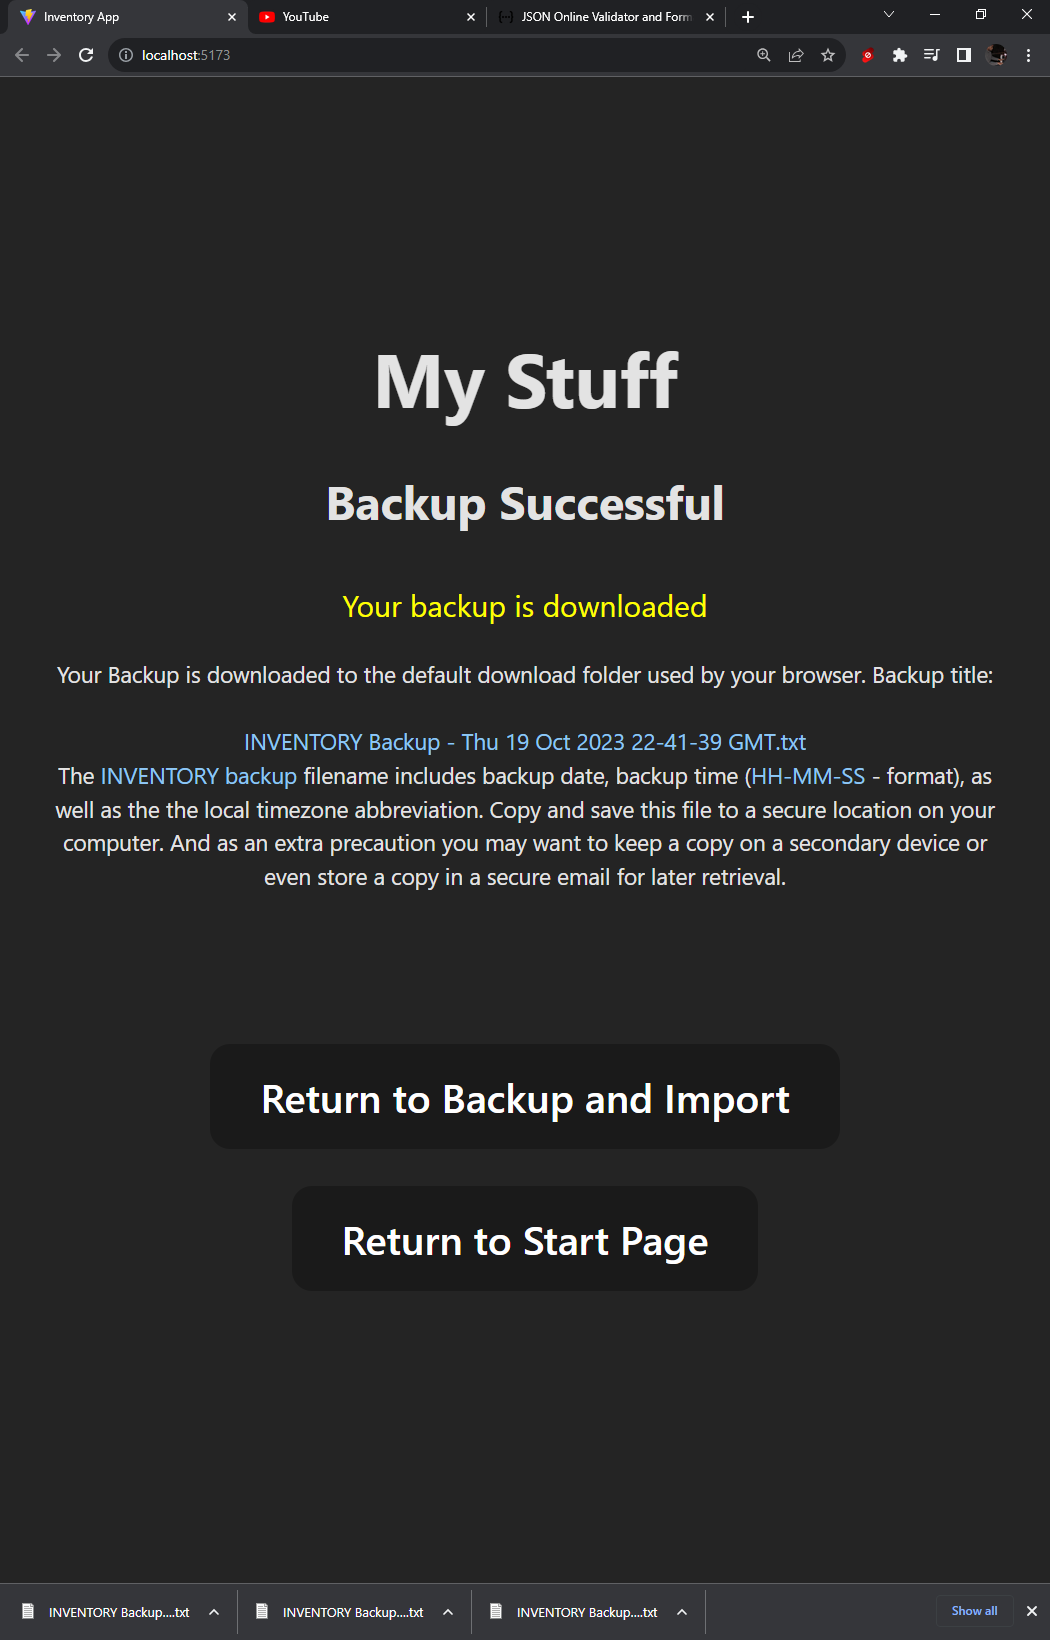 Inventory App
YouTube
JSON Online Validator and Form
localhost:5173
My Stuff
Backup Successful
Your backup is downloaded
Your Backup is downloaded to the default download folder used by your browser. Backup title:
INVENTORY Backup - Thu 19 Oct 2023 22-41-39 GMT.txt
The INVENTORY backup filename includes backup date, backup time (HH-MM-SS - format), as
well as the the local timezone abbreviation. Copy and save this file to a secure location on your
computer. And as an extra precaution you may want to keep a copy on a secondary device or
even store a copy in a secure email for later retrieval.
Return to Backup and Import
Return to Start Page
INVENTORY Backup....txt
INVENTORY Backup....txt
INVENTORY Backup....txt
Show all